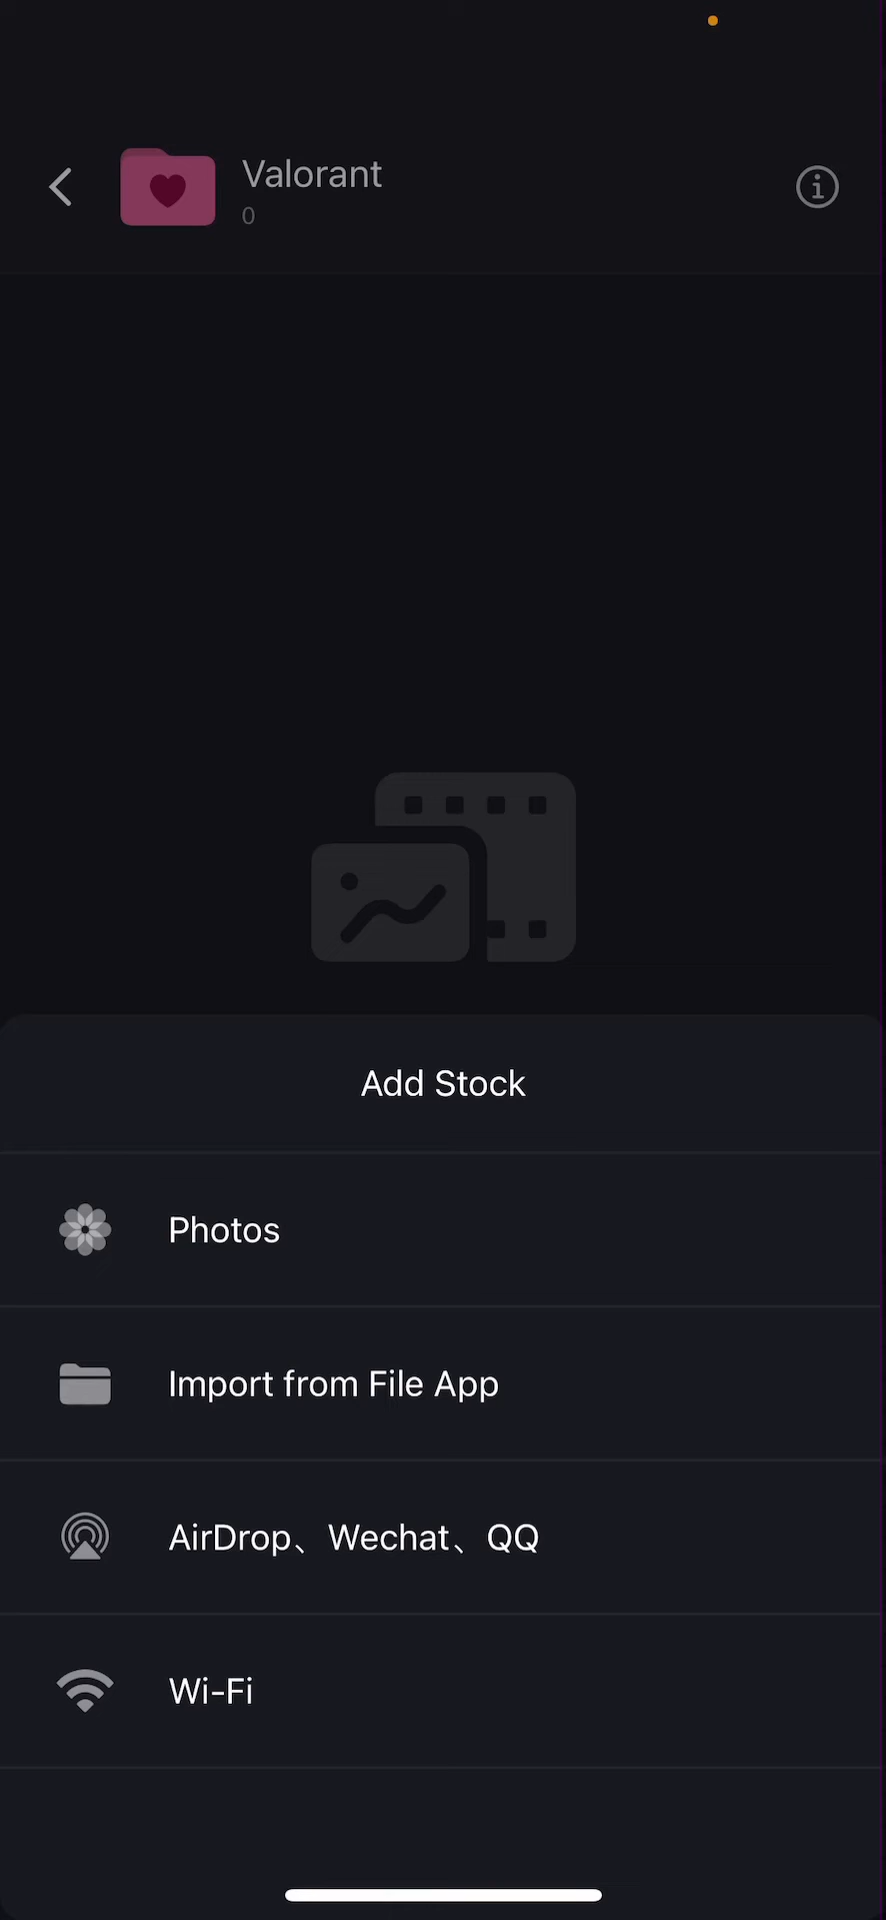 Valorant
0
Add Stock
Photos
Import from File App
AirDrop、Wechat、QQ
Wi-Fi